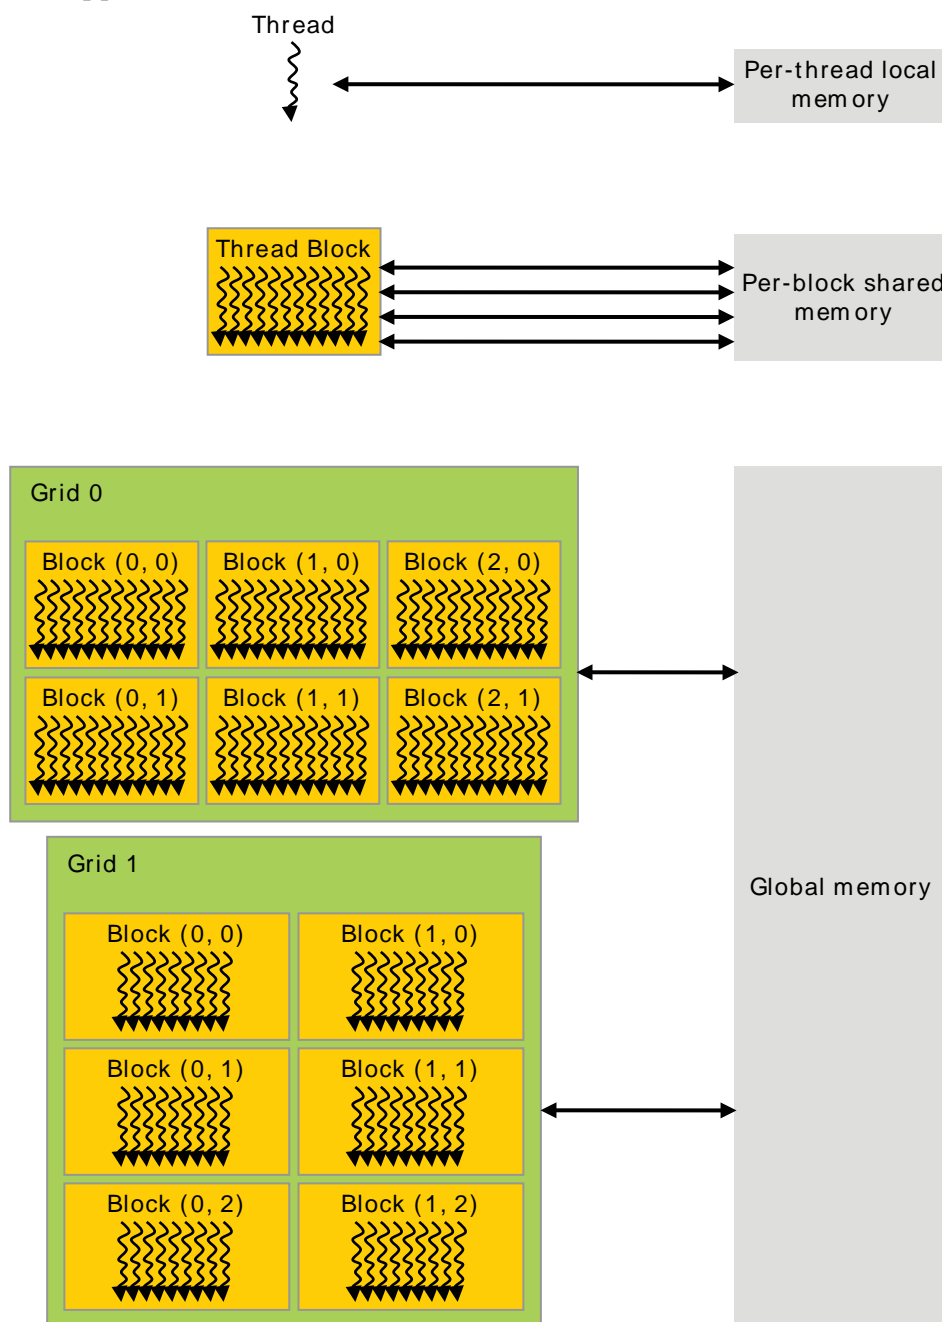 Thread
Per-thread local
memory
Thread Block
Per-block shared
memory
Grid 0
Block (0, 0)
Block (1, 0)
Block (2, 0)
Block (0, 1)
Block (1, 1)
Block (2, 1)
Grid 1
Global memory
Block (0, 0)
Block (1, 0)
Block (0, 1)
Block (1, 1)
Block (0, 2)
Block (1, 2)